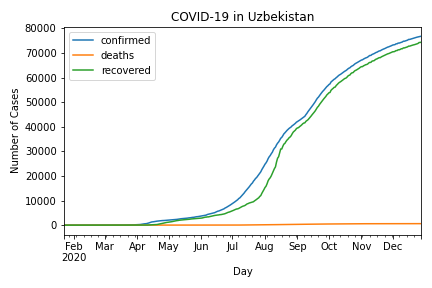 COVID-19 in Uzbekistan
confirmed
deaths
recovered
Number of Cases
80000
70000
60000
50000
40000
30000
20000
10000
0
Feb Mar Apr May Jun Jul Aug Sep Oct Nov Dec
2020
Day